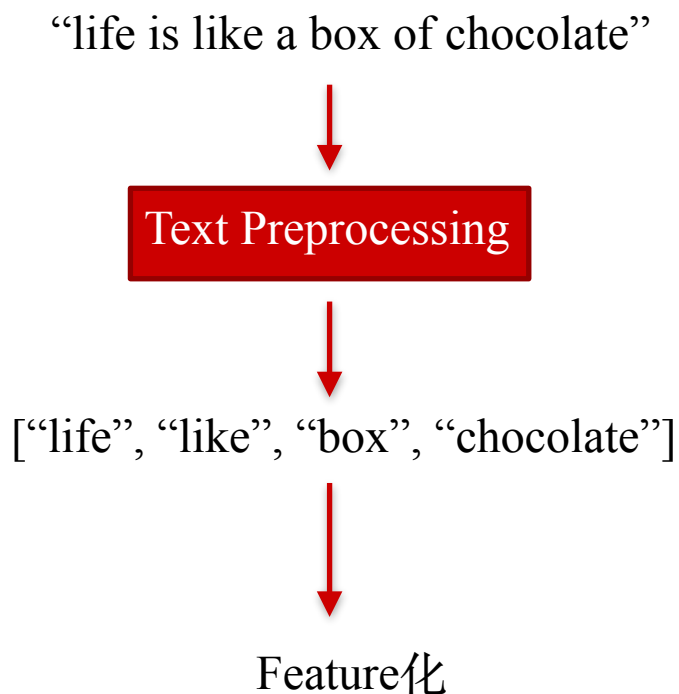 “life is like a box of chocolate”
Text Preprocessing
[“life”, “like”, “box”, “chocolate”]
Feature化